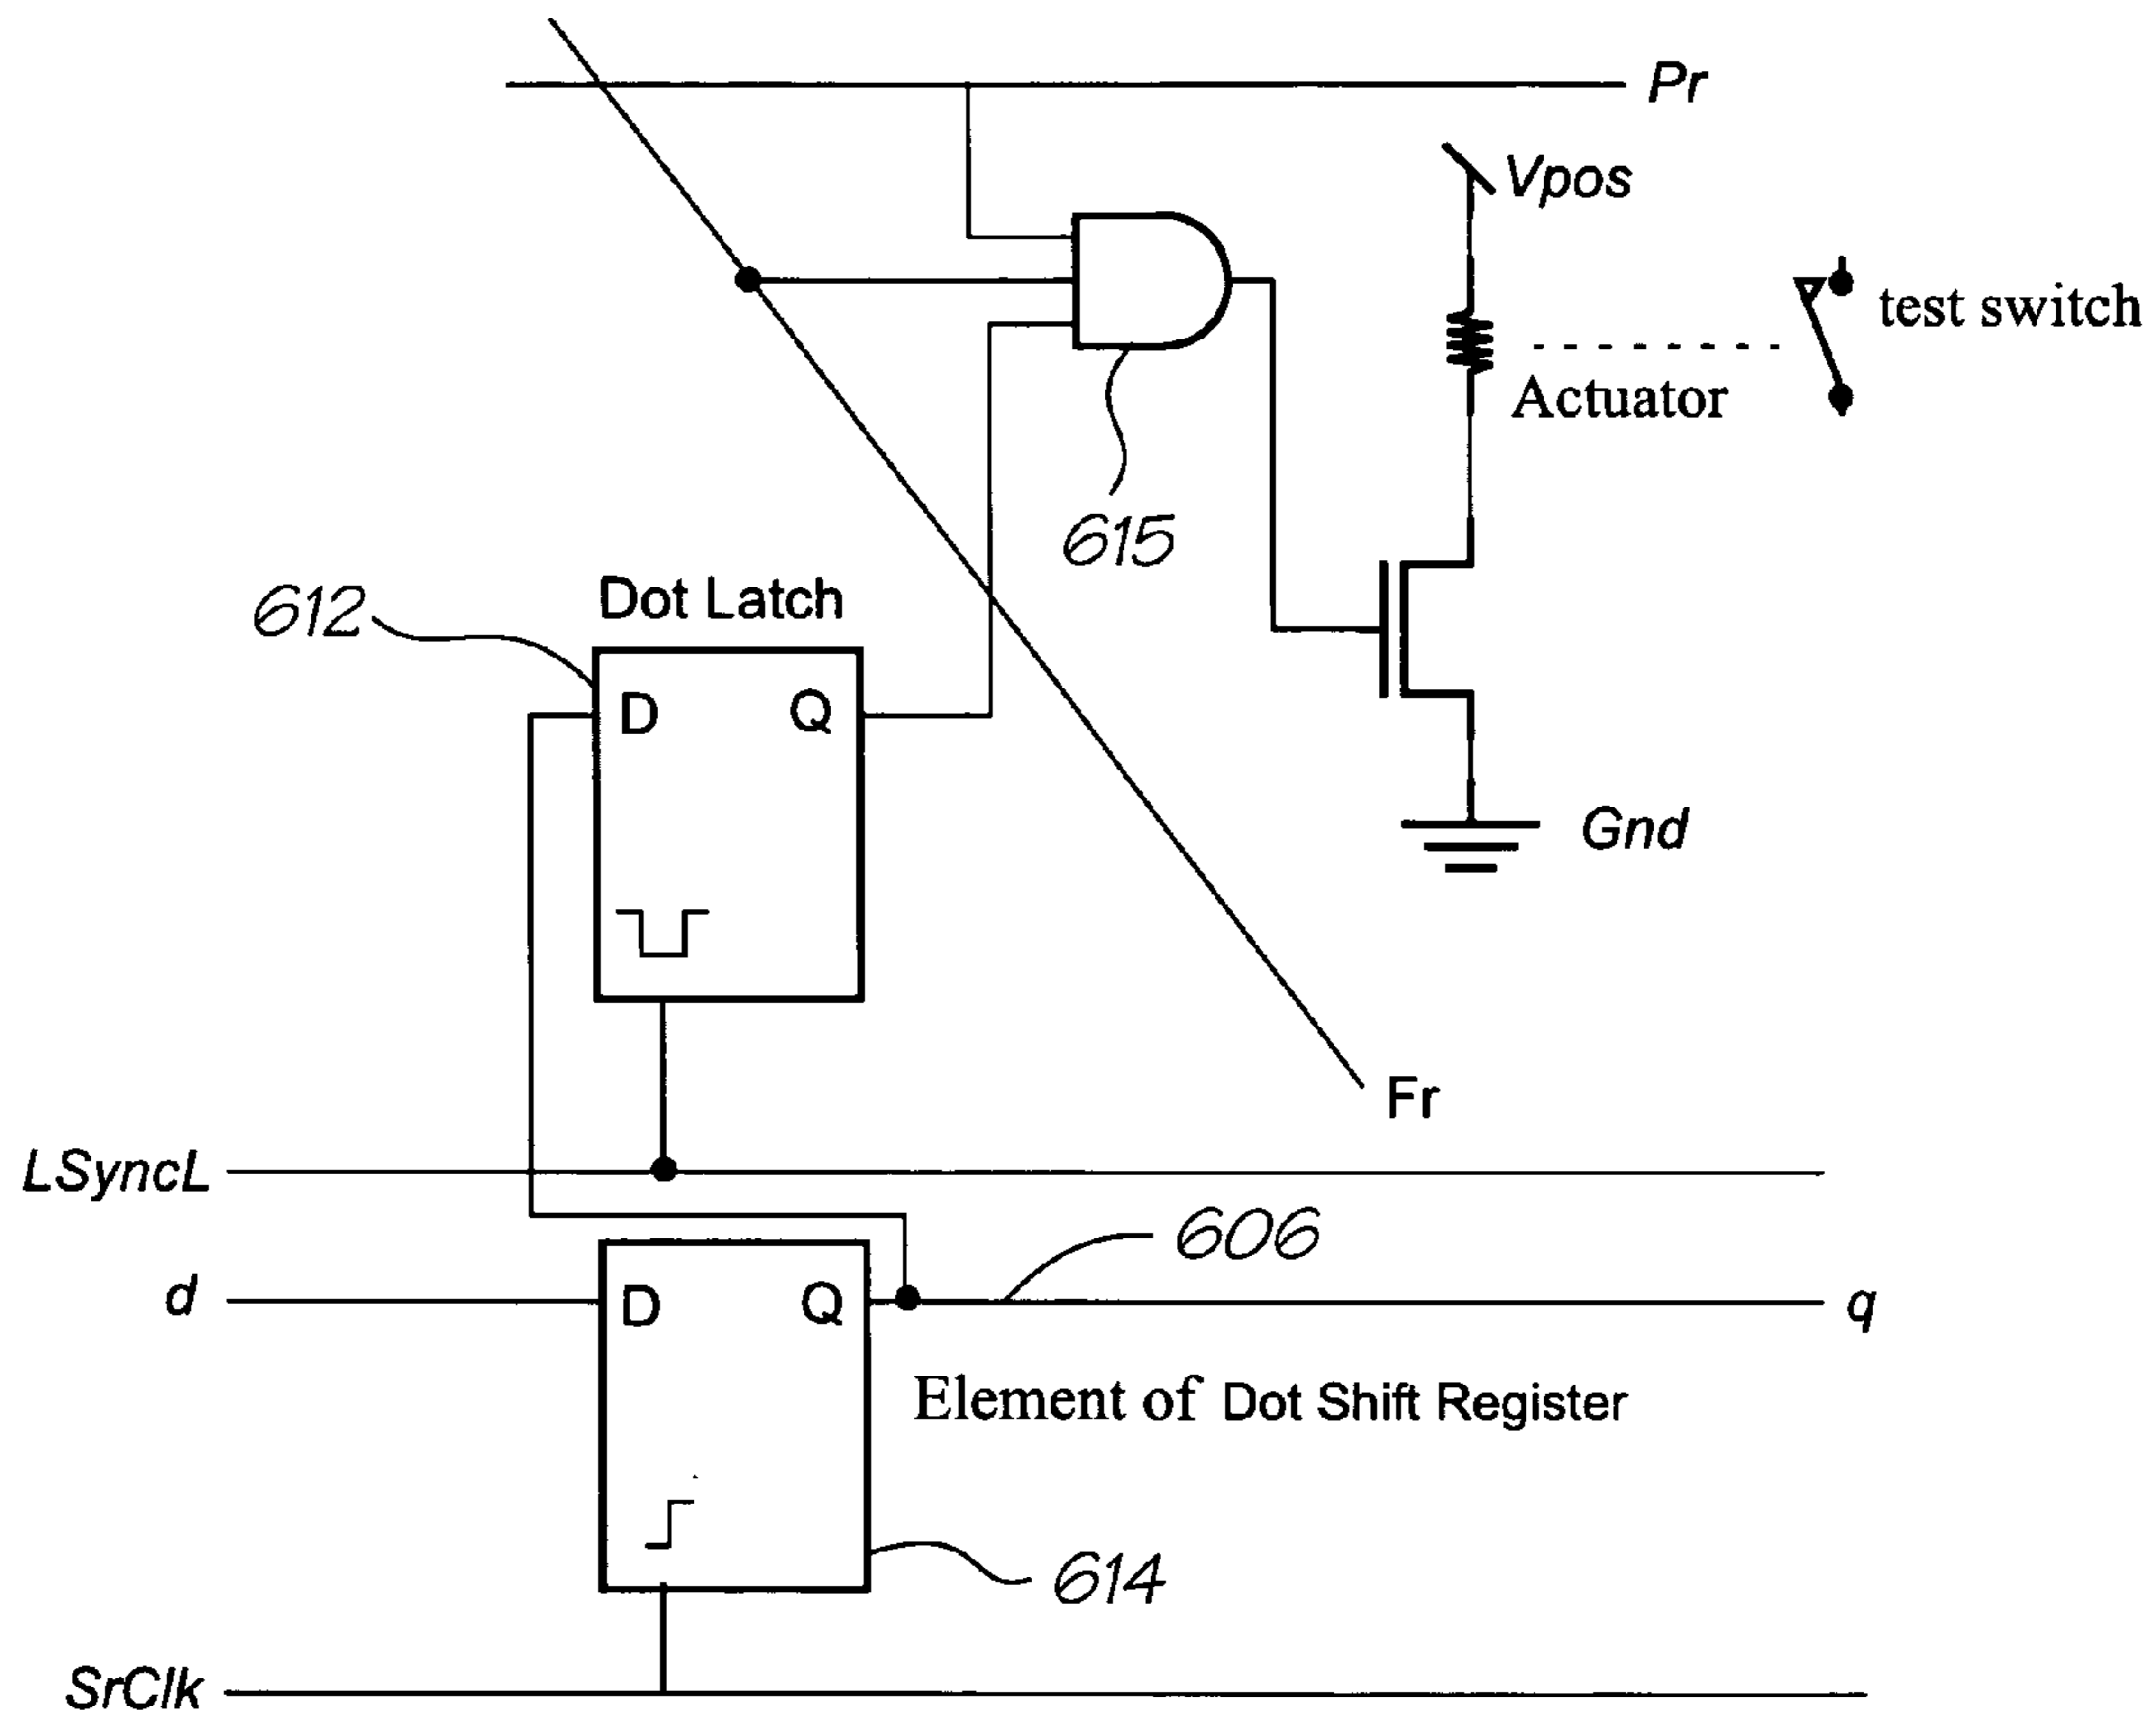 Pr
Vpos
test switch
Actuator
615
612
Dot Latch
D Q
Gnd
Fr
LSyncL
606
d
D Q
q
Element of Dot Shift Register
614
SrClk